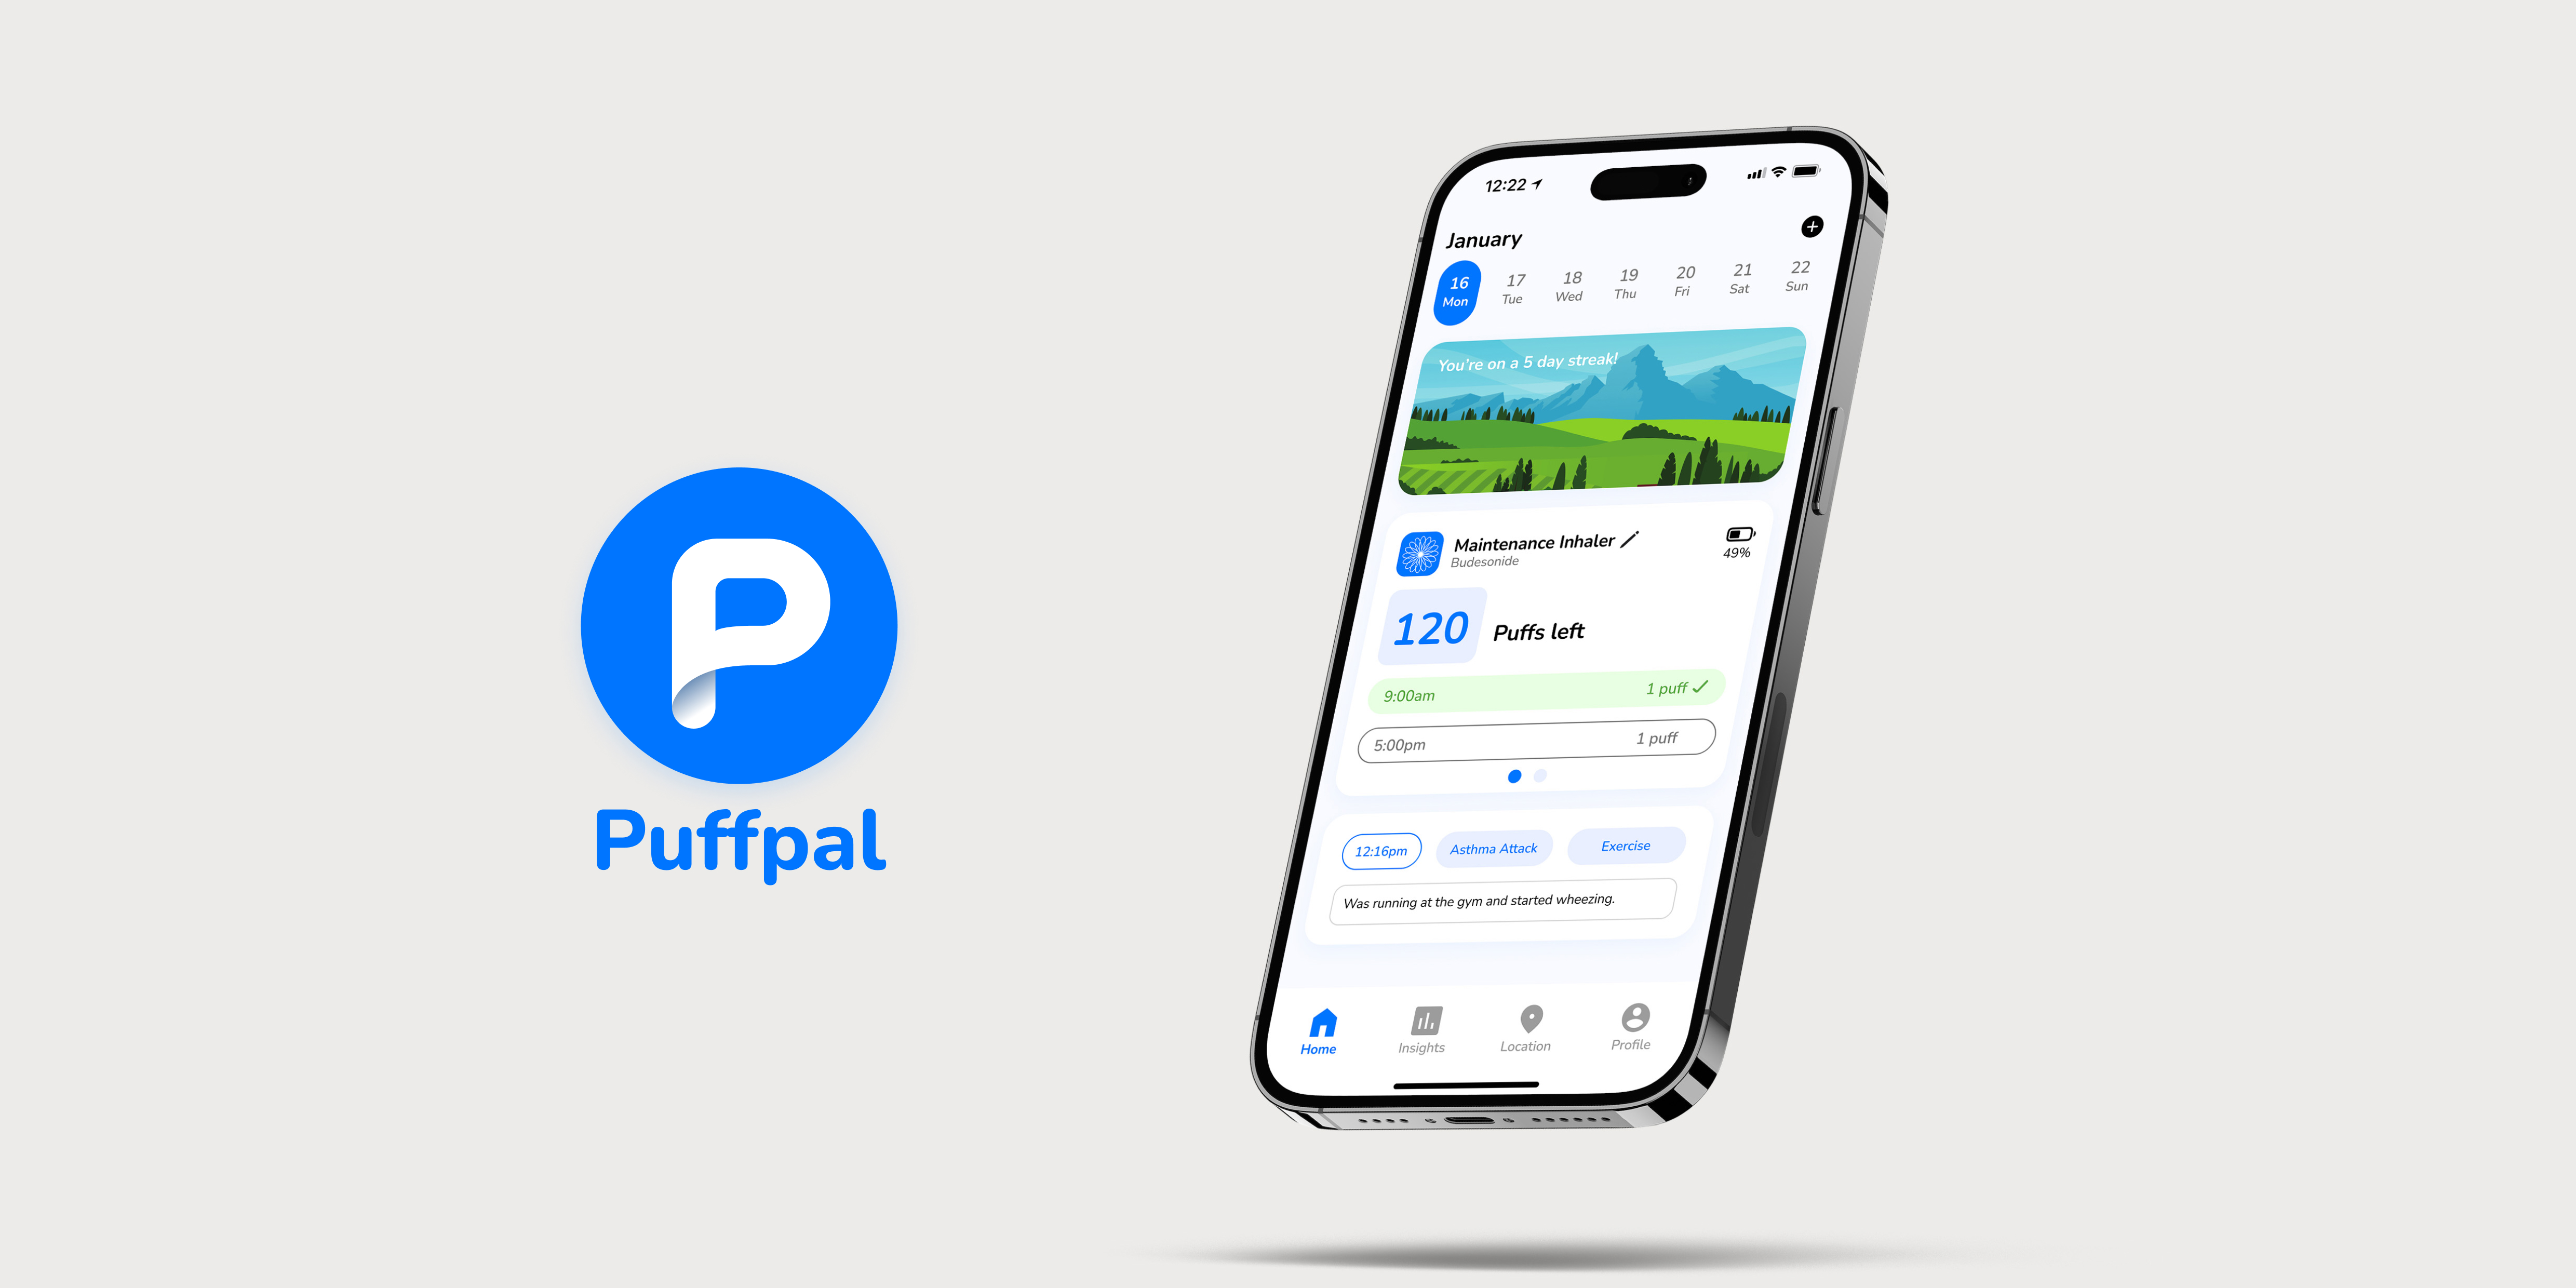 Puffpal
12:22
January
16 17 18 19 20 21 22
Mon Tue Wed Thu Fri Sat Sun
You're on a 5 day streak!
Maintenance Inhaler
Budesonide
49%
120 Puffs left
9:00am 1 puff
5:00pm 1 puff
12:16pm Asthma Attack Exercise
Was running at the gym and started wheezing.
Home Insights Location Profile